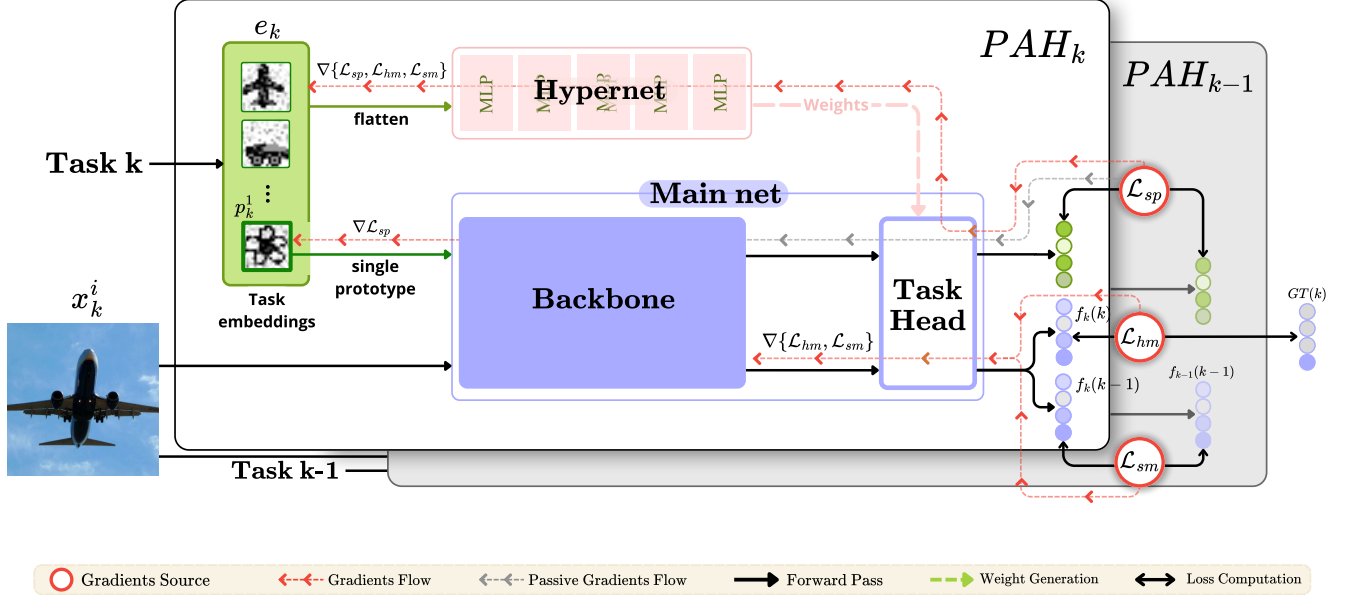 e_k
PAH_k
PAH_{k-1}
∇{ℒ_sp, ℒ_hm, ℒ_sm}
flatten
MLP
MLP
MLP
MLP
MLP
Hypernet
Weights
Task k
p_k^1
∇ℒ_sp
single
prototype
Task
embeddings
Main net
Backbone
Task
Head
ℒ_sp
x_k^i
∇{ℒ_hm, ℒ_sm}
f_k(k)
ℒ_hm
GT(k)
f_k(k-1)
f_{k-1}(k-1)
ℒ_sm
Task k-1
Gradients Source
Gradients Flow
Passive Gradients Flow
Forward Pass
Weight Generation
Loss Computation